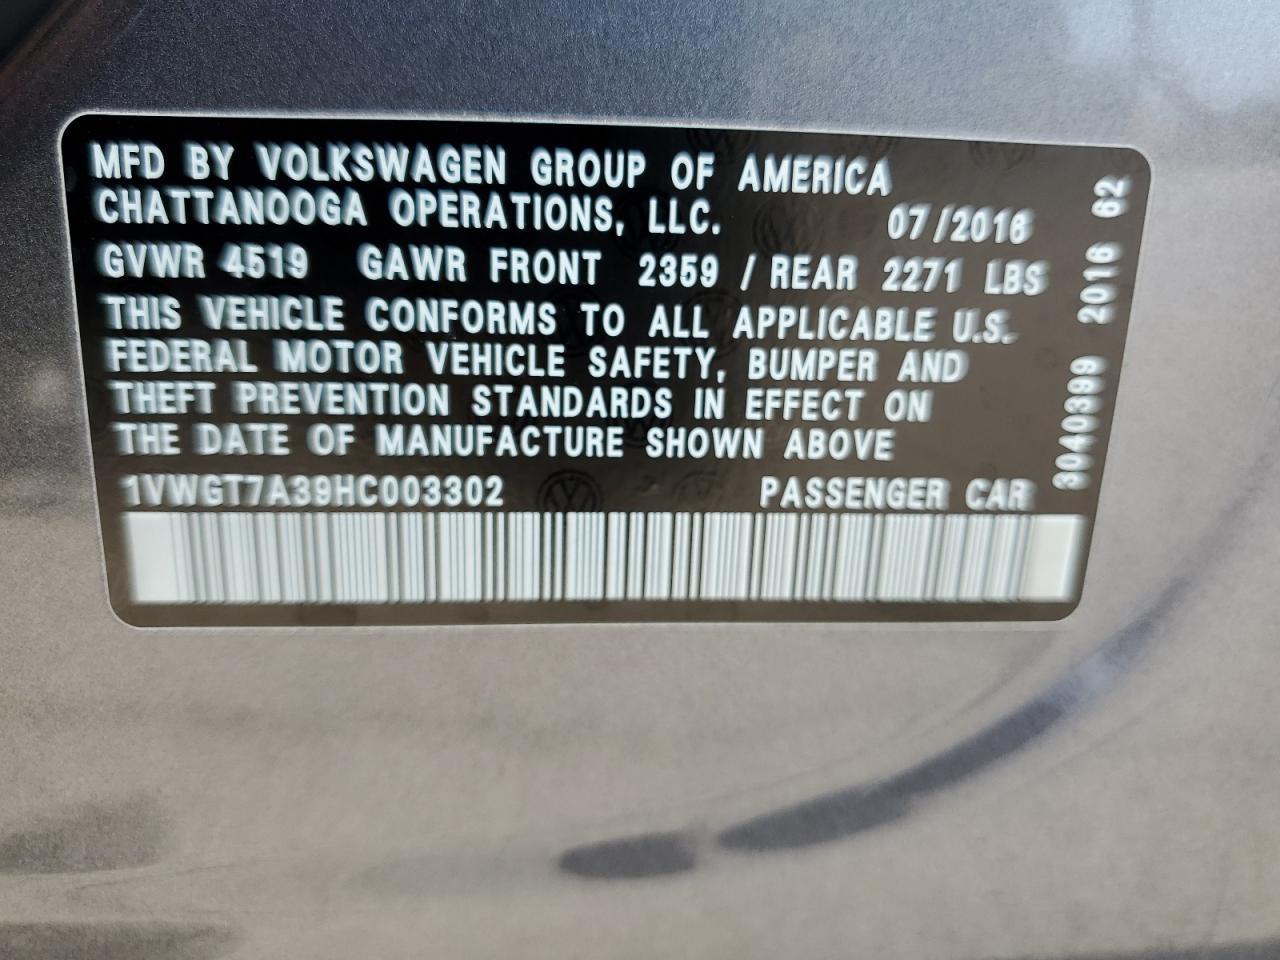 MFD BY VOLKSWAGEN GROUP OF AMERICA
CHATTANOOGA OPERATIONS, LLC. 07/2016
GVWR 4519 GAWR FRONT 2359 / REAR 2271 LBS
THIS VEHICLE CONFORMS TO ALL APPLICABLE U.S.
FEDERAL MOTOR VEHICLE SAFETY, BUMPER AND
THEFT PREVENTION STANDARDS IN EFFECT ON
THE DATE OF MANUFACTURE SHOWN ABOVE
1VWGT7A39HC003302 PASSENGER CAR
3040399 2016 62